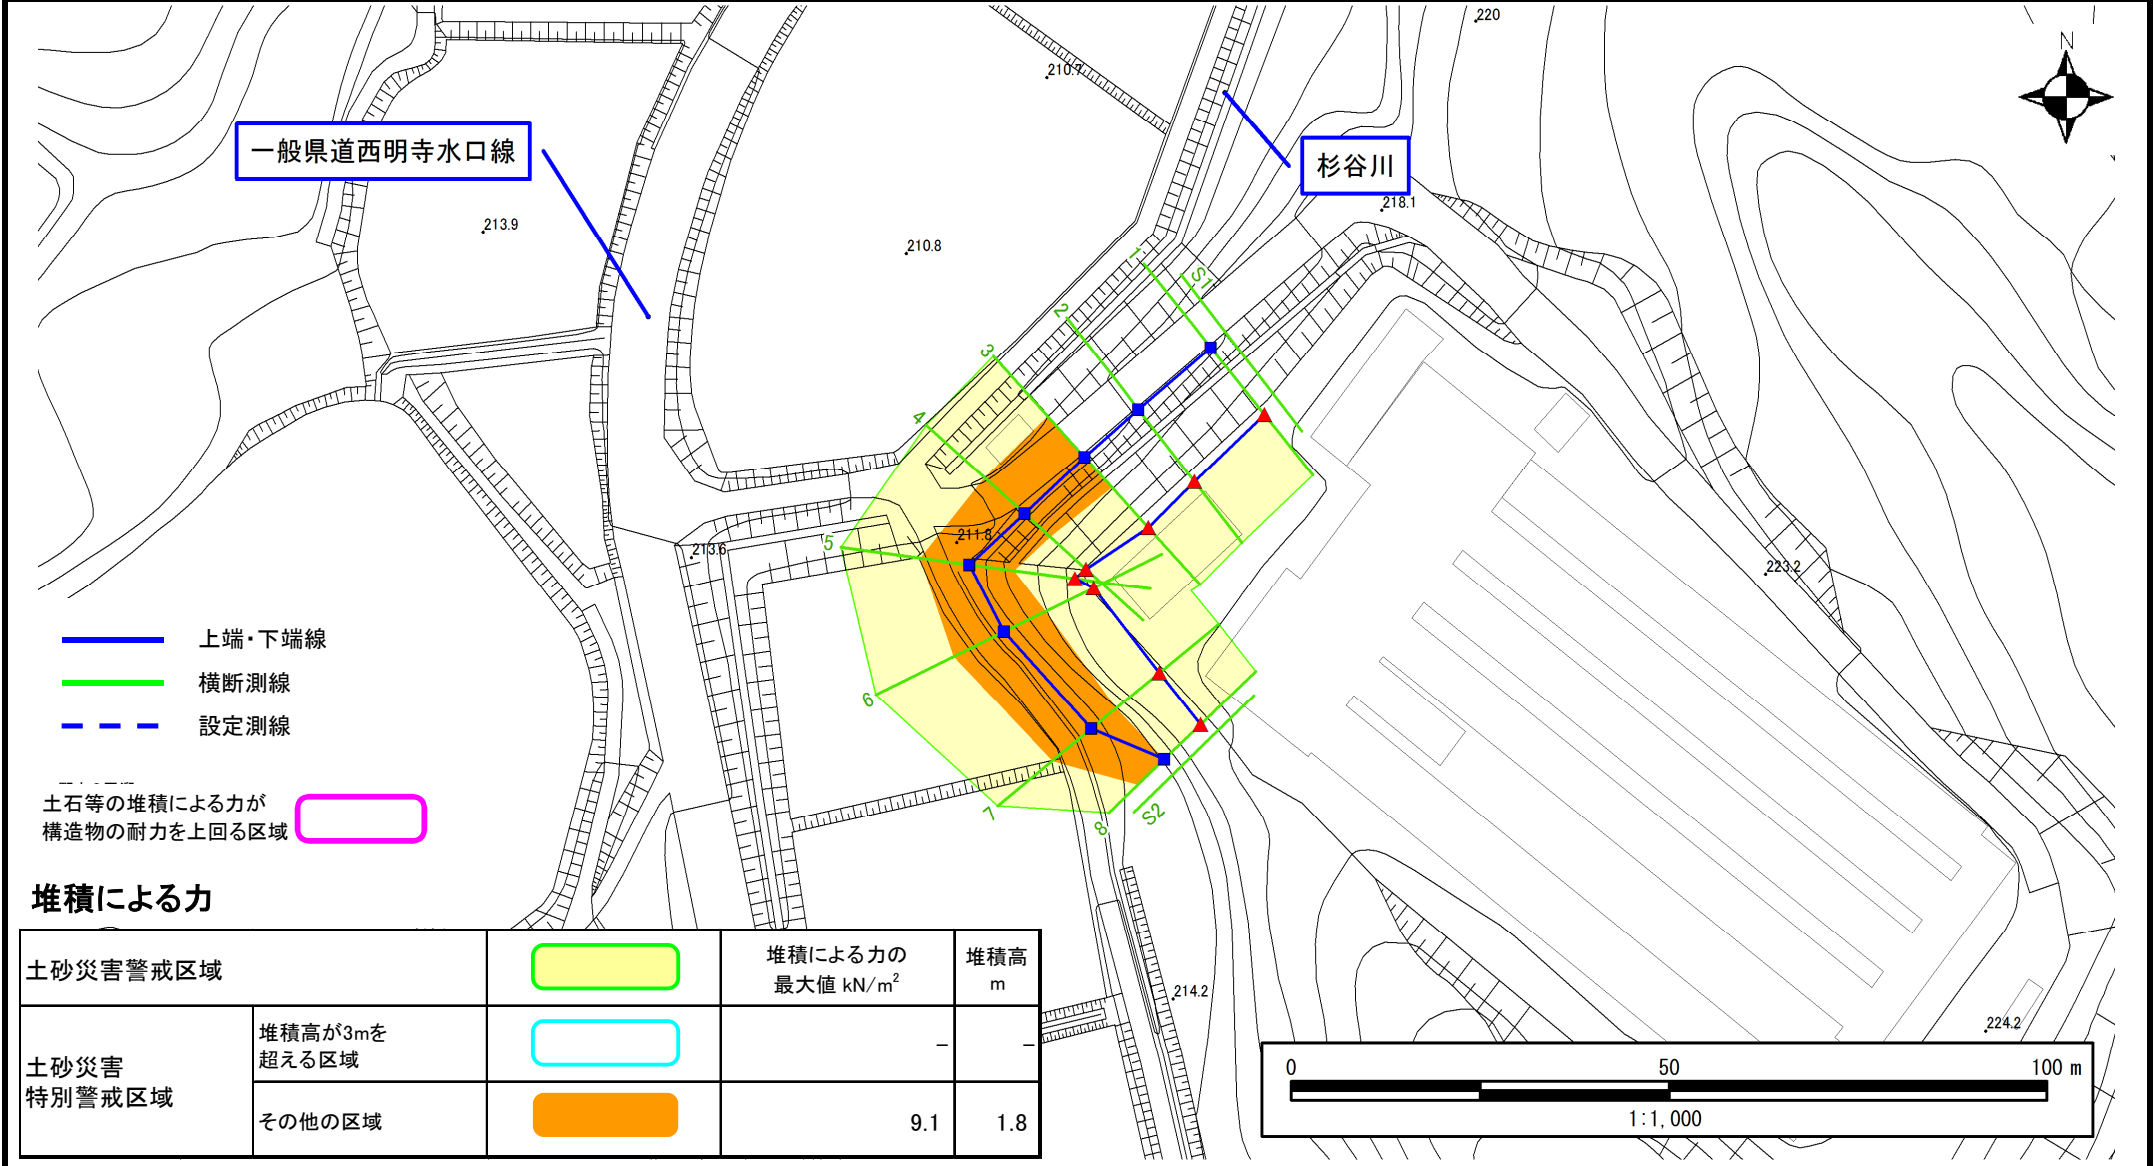 220
N
210.7
一般県道西明寺水口線
杉谷川
218.1
213.9
210.8
1
S1
2
3
4
5
211.8
213.6
223.2
上端・下端線
横断測線
設定測線
6
土石等の堆積による力が
構造物の耐力を上回る区域
7
8
S2
堆積による力
土砂災害警戒区域
堆積による力の
最大値 kN/m²
堆積高
m
土砂災害
特別警戒区域
堆積高が3mを
超える区域
－
－
その他の区域
9.1
1.8
214.2
224.2
0
50
100 m
1:1,000